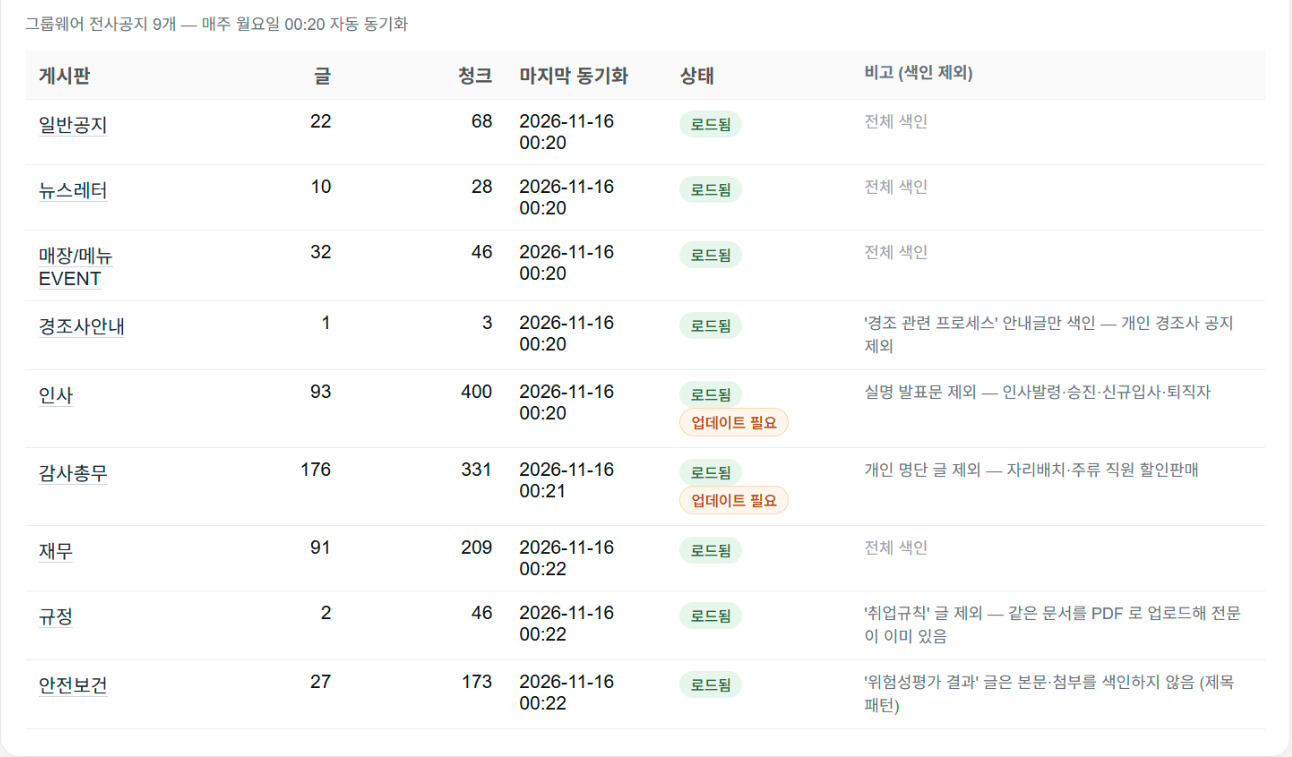 그룹웨어 전사공지 9개 — 매주 월요일 00:20 자동 동기화
게시판 글 청크 마지막 동기화 상태 비고 (색인 제외)
일반공지 22 68 2026-11-16 로드됨 전체 색인
00:20
뉴스레터 10 28 2026-11-16 로드됨 전체 색인
00:20
매장/메뉴 32 46 2026-11-16 로드됨 전체 색인
EVENT 00:20
경조사안내 1 3 2026-11-16 로드됨 '경조 관련 프로세스' 안내글만 색인 — 개인 경조사 공지
00:20 제외
인사 93 400 2026-11-16 로드됨 실명 발표문 제외 — 인사발령·승진·신규입사·퇴직자
00:20 업데이트 필요
감사총무 176 331 2026-11-16 로드됨 개인 명단 글 제외 — 자리배치·주류 직원 할인판매
00:21 업데이트 필요
재무 91 209 2026-11-16 로드됨 전체 색인
00:22
규정 2 46 2026-11-16 로드됨 '취업규칙' 글 제외 — 같은 문서를 PDF 로 업로드해 전문
00:22 이 이미 있음
안전보건 27 173 2026-11-16 로드됨 '위험성평가 결과' 글은 본문·첨부를 색인하지 않음 (제목
00:22 패턴)